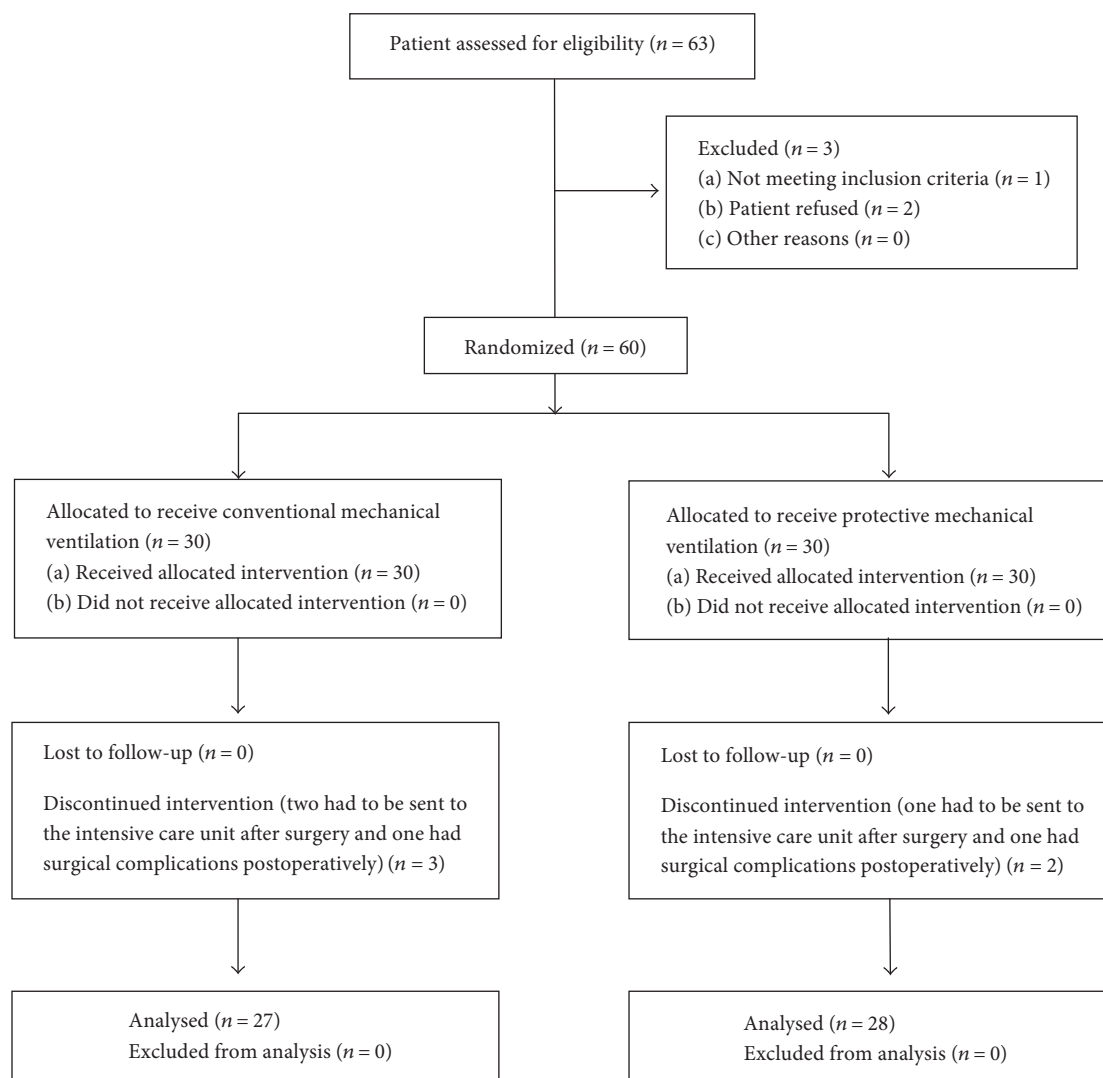 Patient assessed for eligibility (n = 63)
Excluded (n = 3)
(a) Not meeting inclusion criteria (n = 1)
(b) Patient refused (n = 2)
(c) Other reasons (n = 0)
Randomized (n = 60)
Allocated to receive conventional mechanical
ventilation (n = 30)
(a) Received allocated intervention (n = 30)
(b) Did not receive allocated intervention (n = 0)
Allocated to receive protective mechanical
ventilation (n = 30)
(a) Received allocated intervention (n = 30)
(b) Did not receive allocated intervention (n = 0)
Lost to follow-up (n = 0)
Discontinued intervention (two had to be sent to
the intensive care unit after surgery and one had
surgical complications postoperatively) (n = 3)
Lost to follow-up (n = 0)
Discontinued intervention (one had to be sent to
the intensive care unit after surgery and one had
surgical complications postoperatively) (n = 2)
Analysed (n = 27)
Excluded from analysis (n = 0)
Analysed (n = 28)
Excluded from analysis (n = 0)